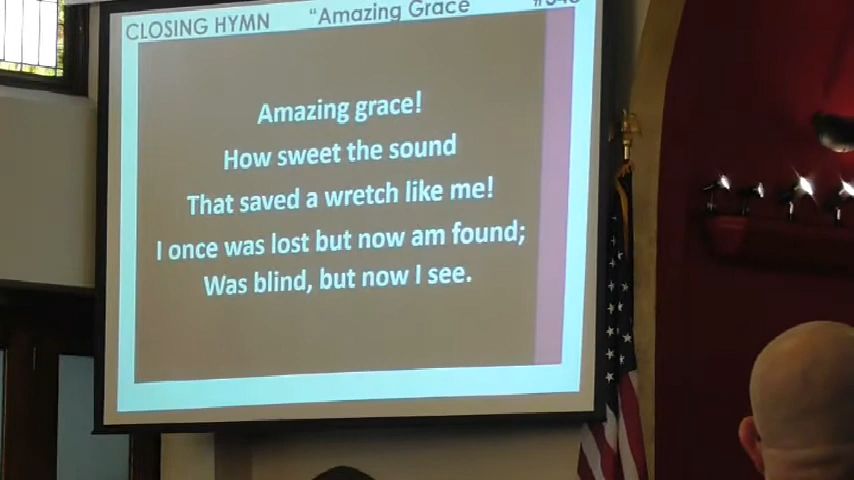 CLOSING HYMN "Amazing Grace
Amazing grace!
How sweet the sound
That saved a wretch like me!
I once was lost but now am found;
Was blind, but now I see.